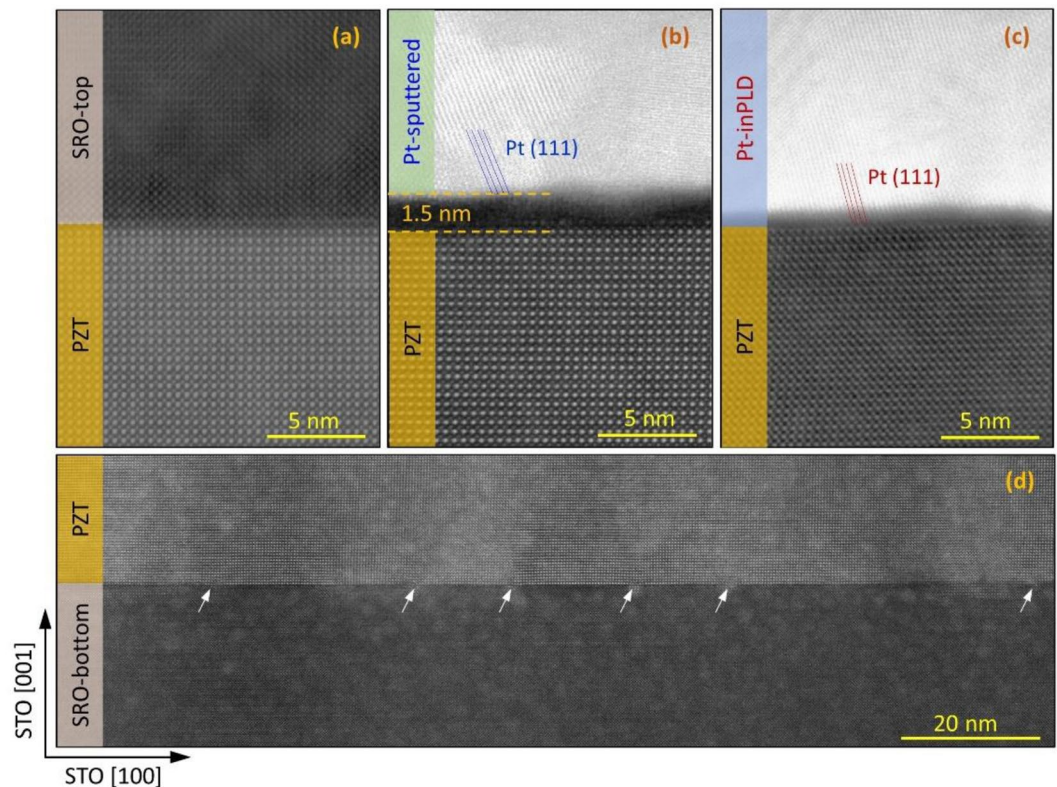 (a)
SRO-top
PZT
5 nm
(b)
Pt-sputtered
Pt (111)
1.5 nm
PZT
5 nm
(c)
Pt-inPLD
Pt (111)
PZT
5 nm
(d)
PZT
SRO-bottom
20 nm
STO [001]
STO [100]